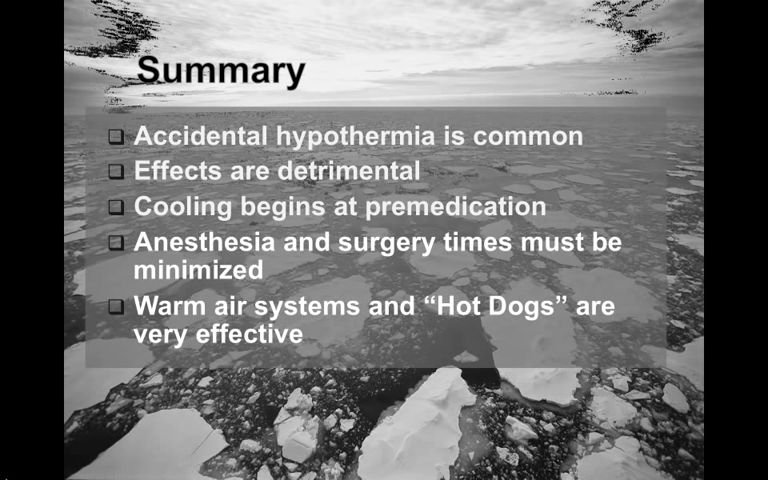 Summary
Accidental hypothermia is common
Effects are detrimental
Cooling begins at premedication
Anesthesia and surgery times must be
minimized
Warm air systems and “Hot Dogs” are
very effective